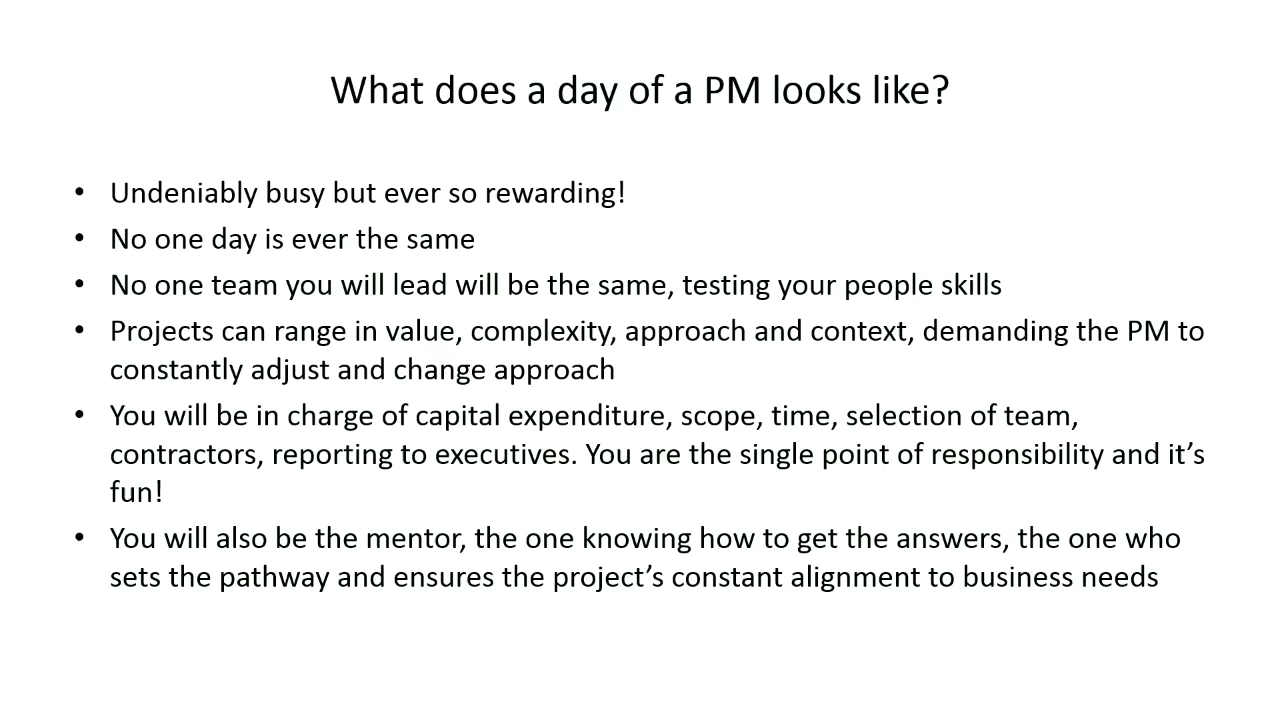 What does a day of a PM looks like?
• Undeniably busy but ever so rewarding!
• No one day is ever the same
• No one team you will lead will be the same, testing your people skills
• Projects can range in value, complexity, approach and context, demanding the PM to
constantly adjust and change approach
• You will be in charge of capital expenditure, scope, time, selection of team,
contractors, reporting to executives. You are the single point of responsibility and it’s
fun!
• You will also be the mentor, the one knowing how to get the answers, the one who
sets the pathway and ensures the project’s constant alignment to business needs